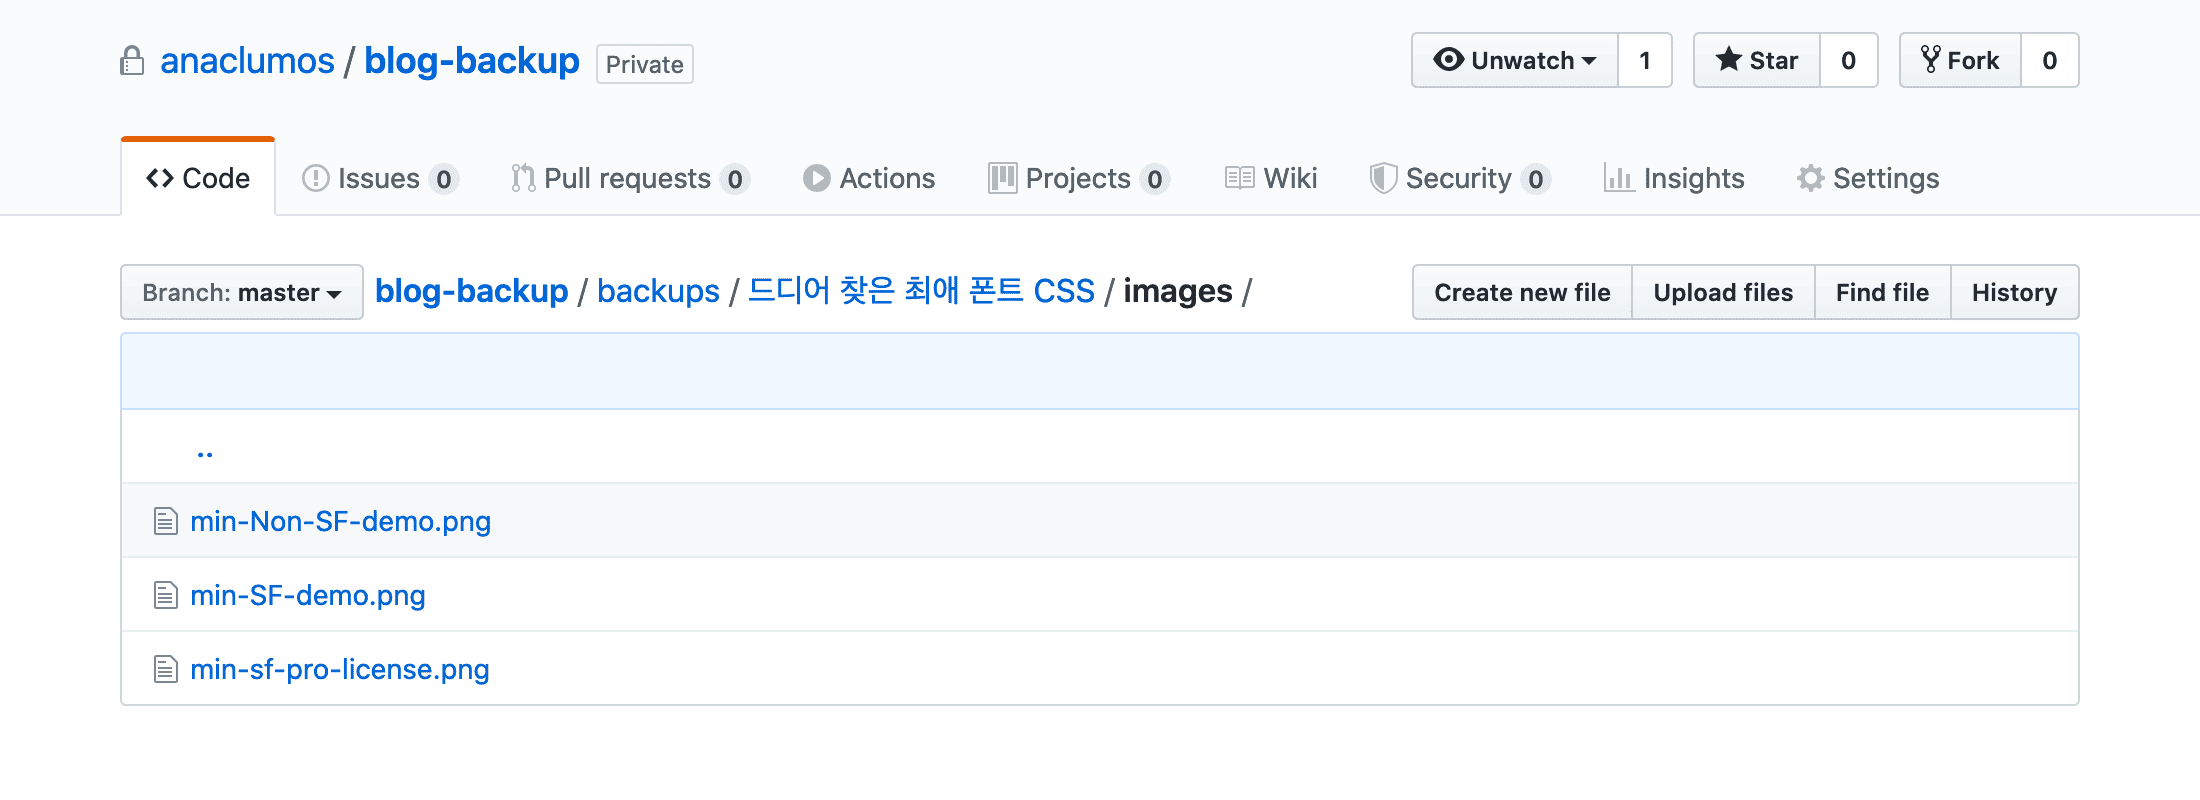 anaclumos / blog-backup Private Unwatch 1 Star 0 Fork 0
Code Issues 0 Pull requests 0 Actions Projects 0 Wiki Security 0 Insights Settings
Branch: master blog-backup / backups / 드디어 찾은 최애 폰트 CSS / images / Create new file Upload files Find file History
..
min-Non-SF-demo.png
min-SF-demo.png
min-sf-pro-license.png